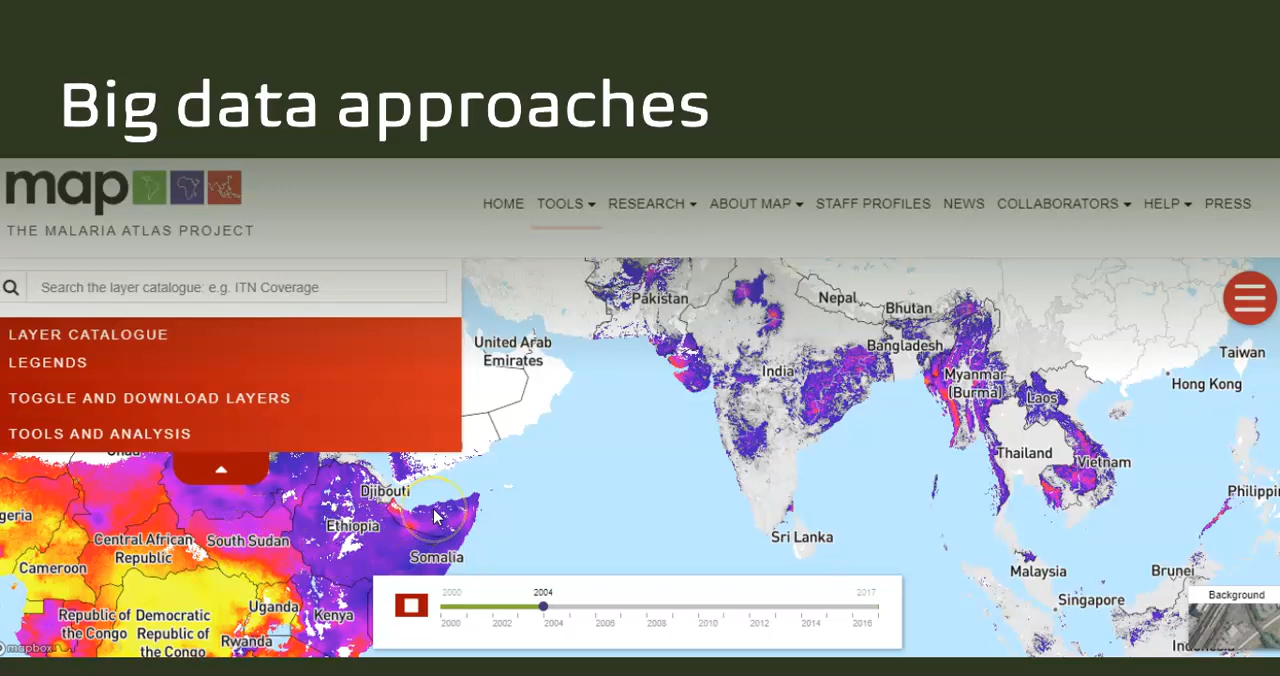 Big data approaches
map
THE MALARIA ATLAS PROJECT
HOME TOOLS RESEARCH ABOUT MAP STAFF PROFILES NEWS COLLABORATORS HELP PRESS
Search the layer catalogue: e.g. ITN Coverage
LAYER CATALOGUE
LEGENDS
TOGGLE AND DOWNLOAD LAYERS
TOOLS AND ANALYSIS
Pakistan
Nepal
Bhutan
United Arab
Emirates
Bangladesh
Taiwan
India
Myanmar
(Burma)
Hong Kong
Laos
Thailand
Vietnam
Djibouti
Philippi
geria
Ethiopia
Central African
Republic
South Sudan
Sri Lanka
Somalia
Cameroon
Malaysia
Brunei
Singapore
Background
Uganda
Kenya
Republic of
the Congo
Democratic
Republic of
the Congo
Rwanda
2000 2004 2017
2000 2002 2004 2006 2008 2010 2012 2014 2016
mapbox